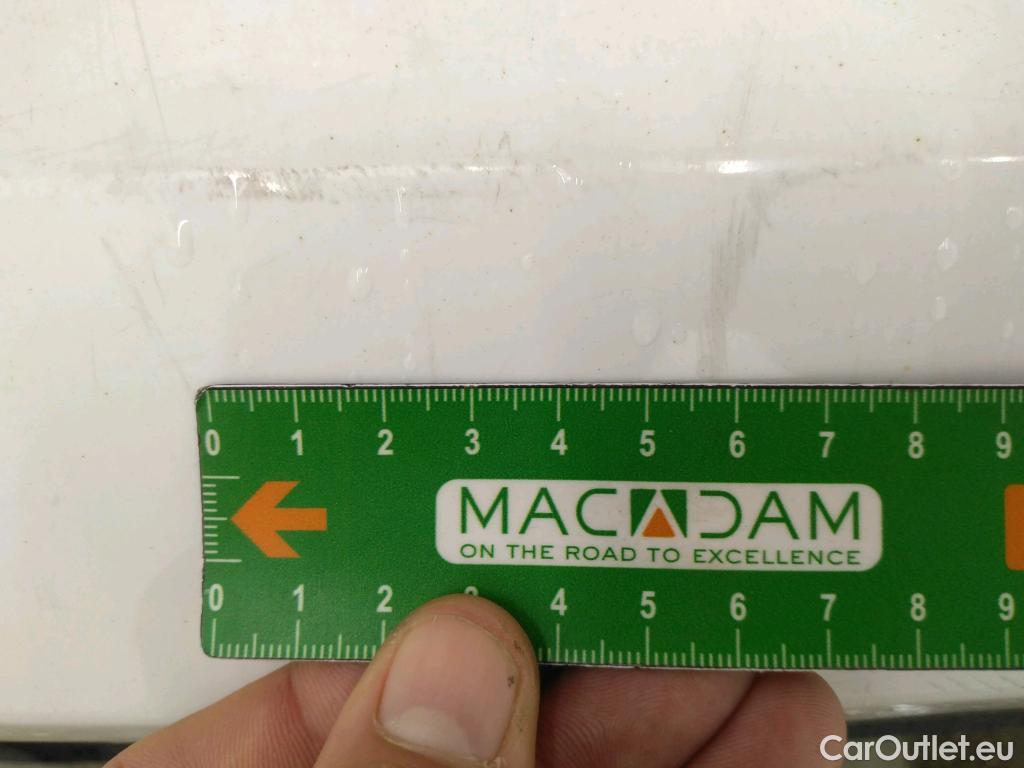 0 1 2 3 4 5 6 7 8 9
MACADAM
ON THE ROAD TO EXCELLENCE
0 1 2 3 4 5 6 7 8 9
CarOutlet.eu